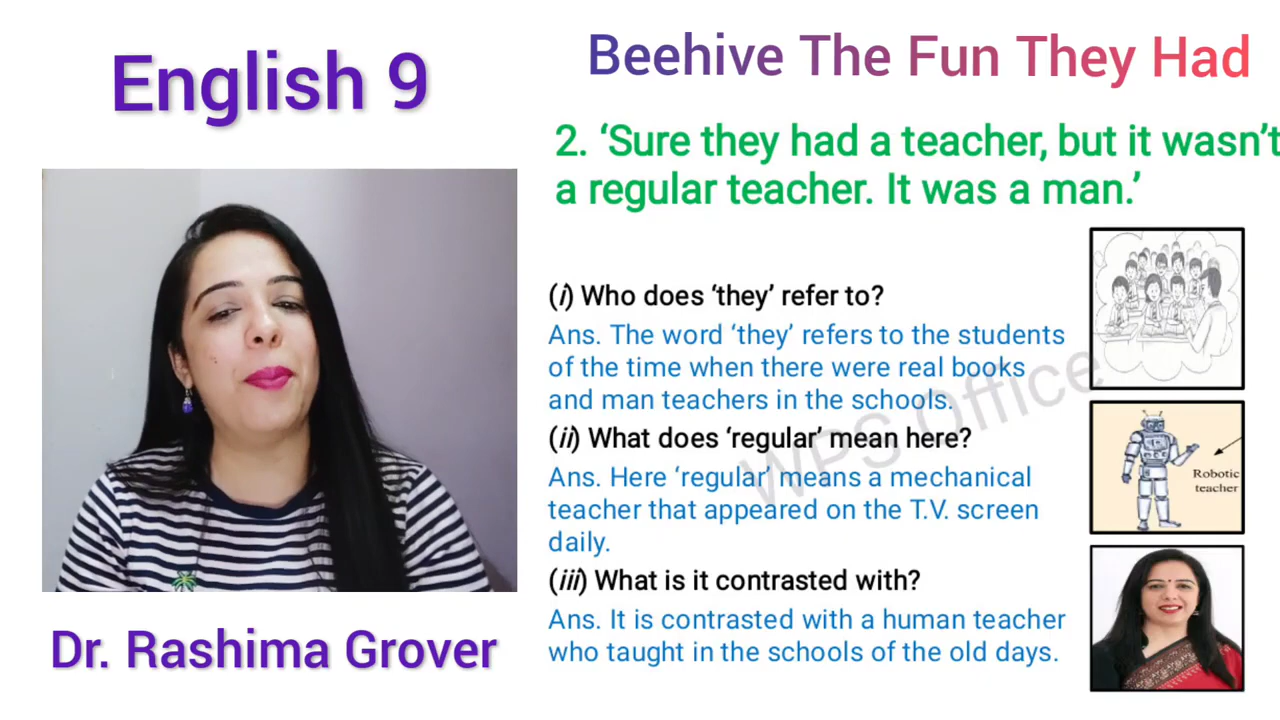 English 9
Beehive The Fun They Had
2. ‘Sure they had a teacher, but it wasn’t
a regular teacher. It was a man.’
(i) Who does ‘they’ refer to?
Ans. The word ‘they’ refers to the students
of the time when there were real books
and man teachers in the schools.
(ii) What does ‘regular’ mean here?
Ans. Here ‘regular’ means a mechanical
teacher that appeared on the T.V. screen
daily.
(iii) What is it contrasted with?
Ans. It is contrasted with a human teacher
who taught in the schools of the old days.
Robotic
teacher
WPS Office
Dr. Rashima Grover